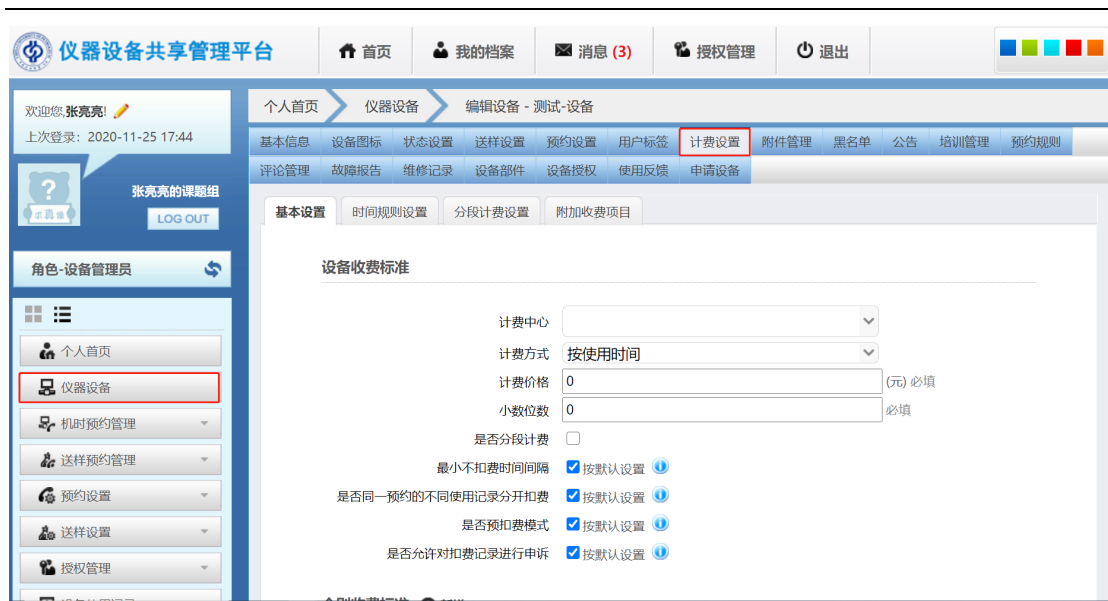 仪器设备共享管理平台 首页 我的档案 消息 (3) 授权管理 退出
欢迎您,张亮亮!
上次登录：2020-11-25 17:44
张亮亮的课题组
LOG OUT
角色-设备管理员
个人首页
仪器设备
机时预约管理
送样预约管理
预约设置
送样设置
授权管理
个人首页 仪器设备 编辑设备 - 测试-设备
基本信息 设备图标 状态设置 送样设置 预约设置 用户标签 计费设置 附件管理 黑名单 公告 培训管理 预约规则
评论管理 故障报告 维修记录 设备部件 设备授权 使用反馈 申请设备
基本设置 时间规则设置 分段计费设置 附加收费项目
设备收费标准
计费中心
计费方式 按使用时间
计费价格 0 (元) 必填
小数位数 0 必填
是否分段计费
最小不扣费时间间隔 按默认设置
是否同一预约的不同使用记录分开扣费 按默认设置
是否预扣费模式 按默认设置
是否允许对扣费记录进行申诉 按默认设置